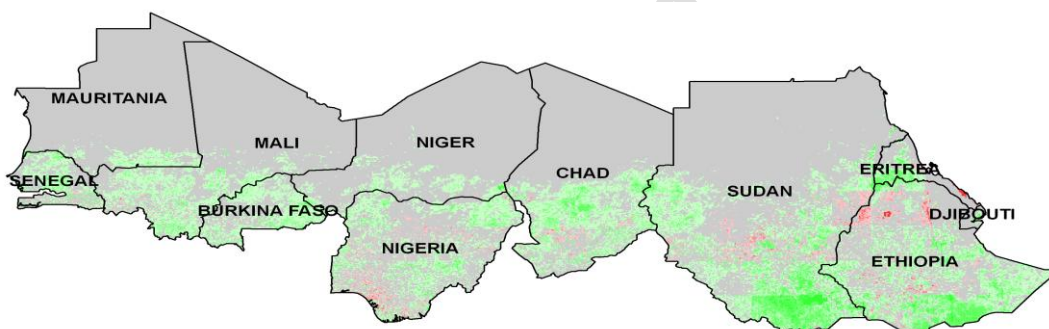 MAURITANIA
MALI
NIGER
CHAD
SUDAN
ERITREA
SENEGAL
BURKINA FASO
DJIBOUTI
NIGERIA
ETHIOPIA